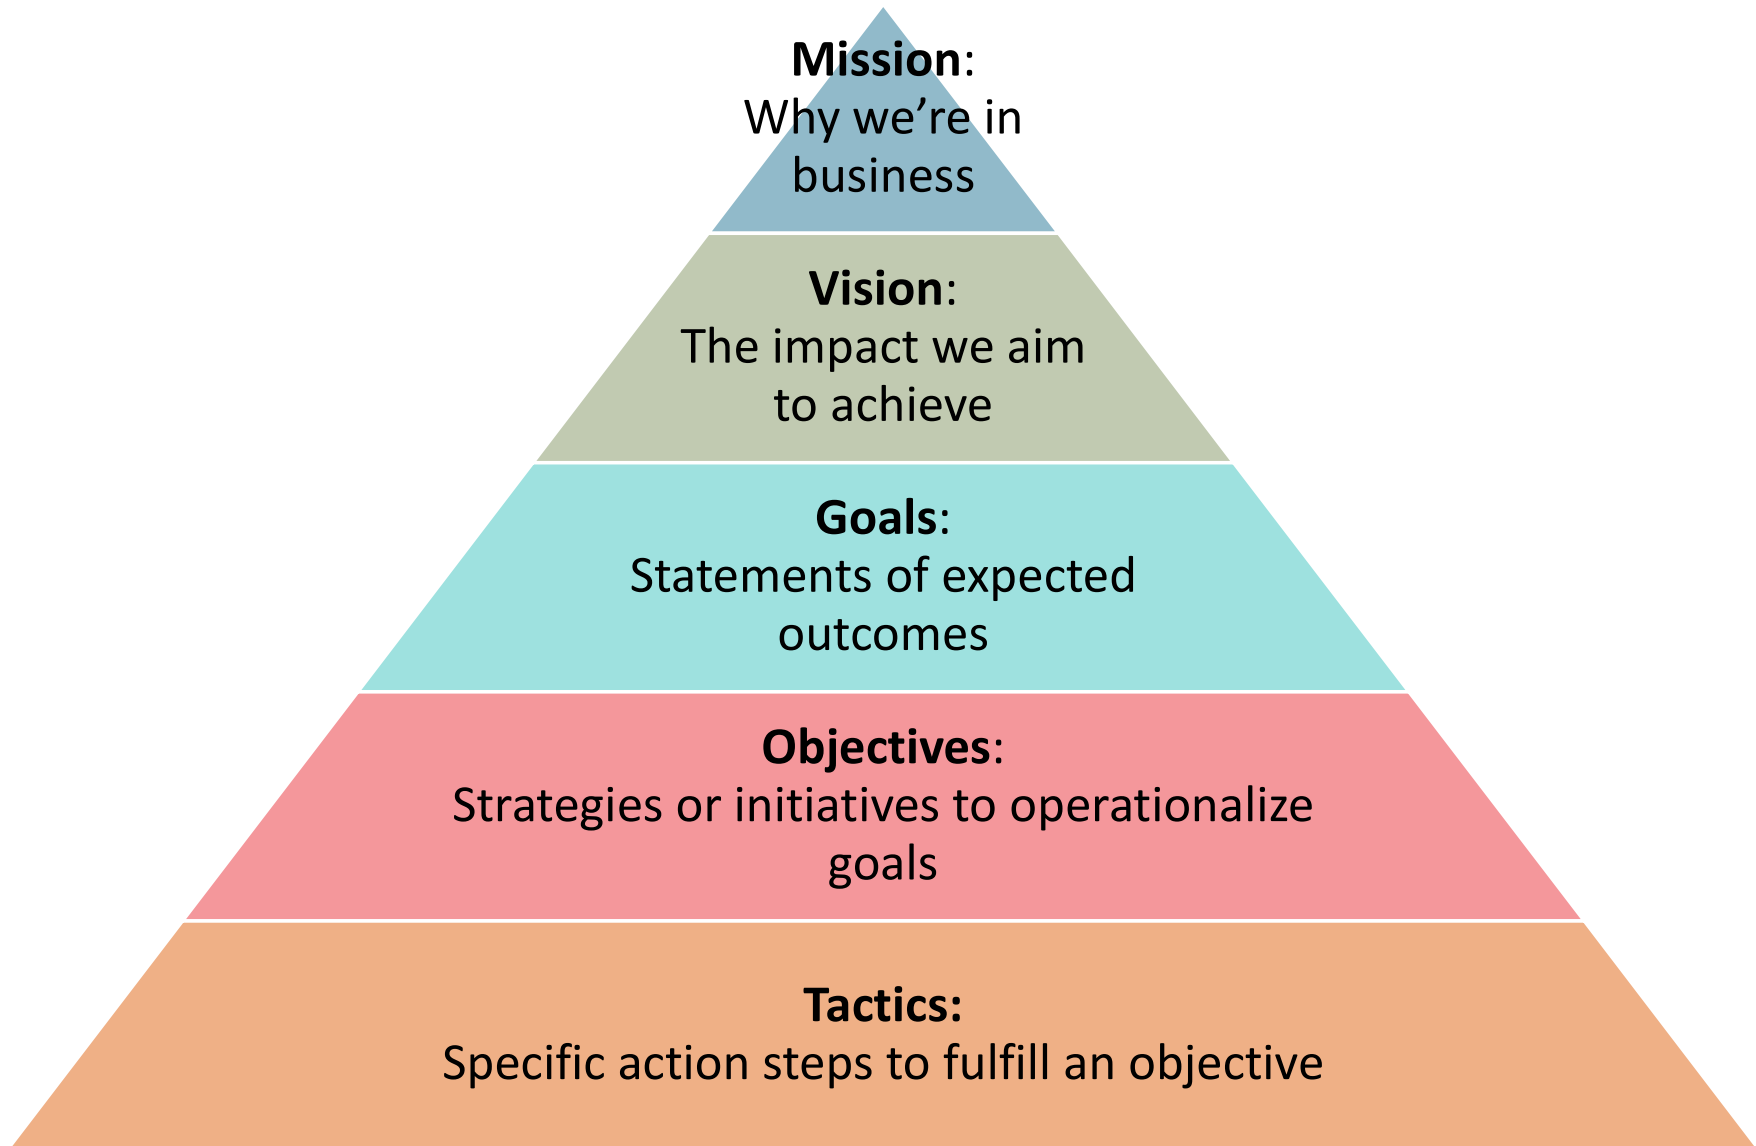 Mission:
Why we’re in
business
Vision:
The impact we aim
to achieve
Goals:
Statements of expected
outcomes
Objectives:
Strategies or initiatives to operationalize
goals
Tactics:
Specific action steps to fulfill an objective